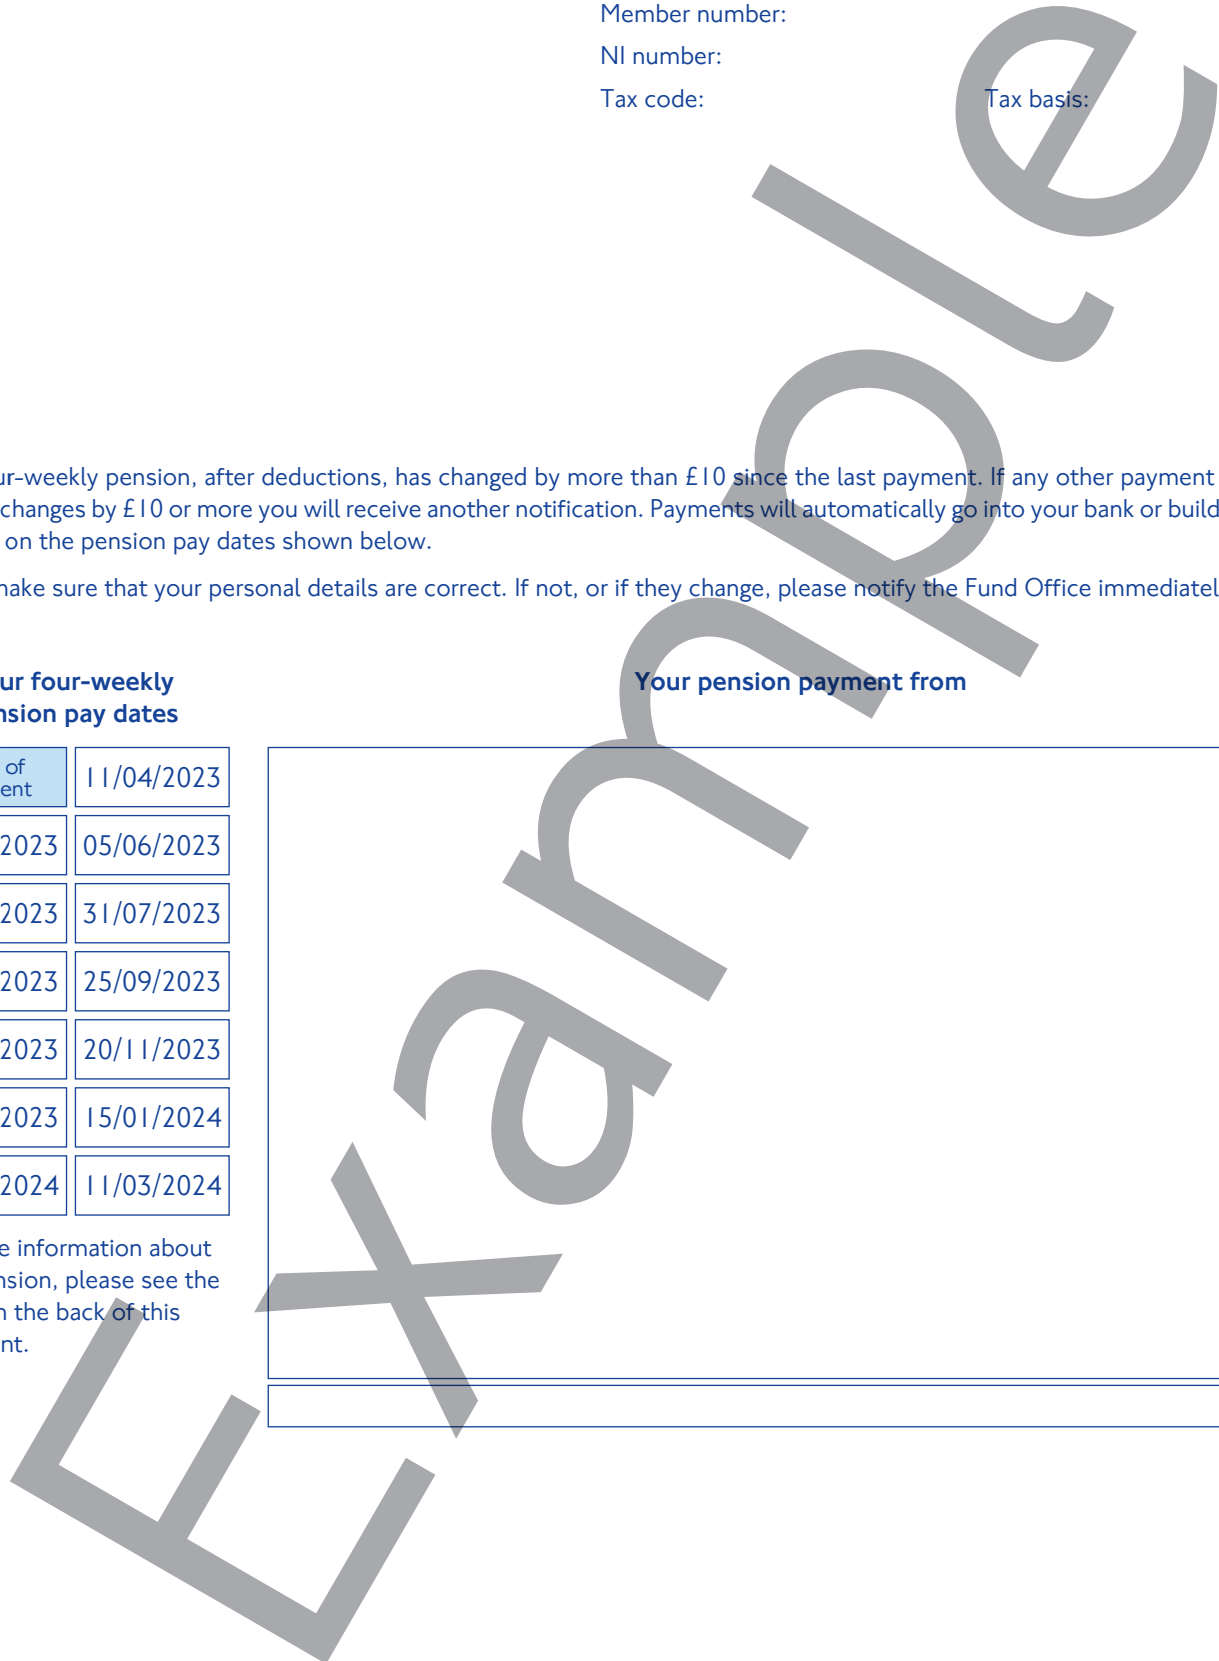 Member number:
NI number:
Tax code: Tax basis:
ur-weekly pension, after deductions, has changed by more than £10 since the last payment. If any other payment
changes by £10 or more you will receive another notification. Payments will automatically go into your bank or build
on the pension pay dates shown below.
make sure that your personal details are correct. If not, or if they change, please notify the Fund Office immediatel
ur four-weekly
nsion pay dates
Your pension payment from
of
ent
11/04/2023
2023 05/06/2023
2023 31/07/2023
2023 25/09/2023
2023 20/11/2023
2023 15/01/2024
2024 11/03/2024
e information about
nsion, please see the
n the back of this
nt.
Example